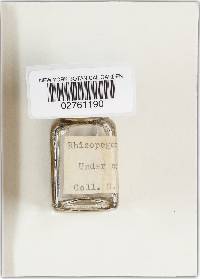 NEW YORK BOTANICAL GARDEN
02761190
Rhizopogon
Under
Coll.